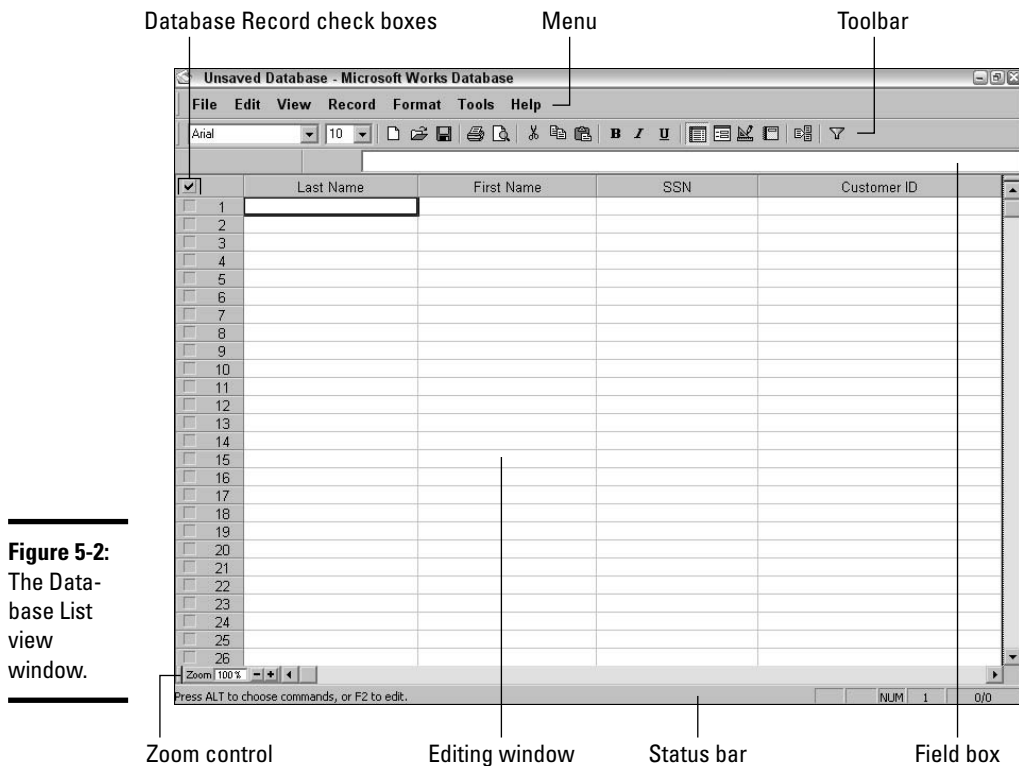 Database Record check boxes
Menu
Toolbar
Unsaved Database - Microsoft Works Database
File Edit View Record Format Tools Help
Arial 10 B I U
Last Name First Name SSN Customer ID
1
2
3
4
5
6
7
8
9
10
11
12
13
14
15
16
17
18
19
20
21
22
23
24
25
26
Zoom 100%
Press ALT to choose commands, or F2 to edit.
NUM 1 0/0
Figure 5-2:
The Data-
base List
view
window.
Zoom control
Editing window
Status bar
Field box